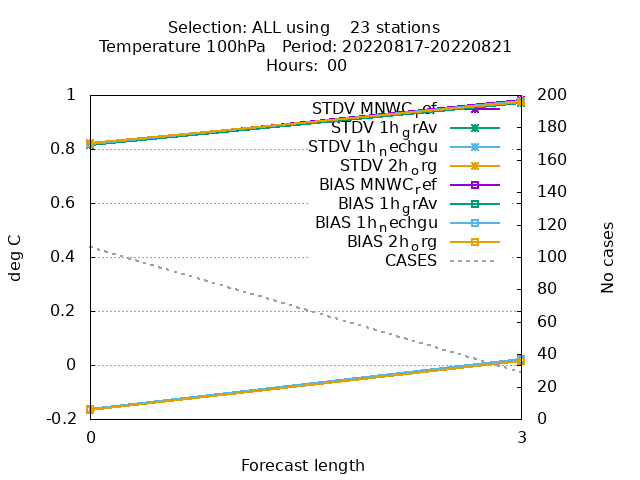 Selection: ALL using    23 stations
Temperature 100hPa   Period: 20220817-20220821
Hours: 00
STDV MNWC_ref
STDV 1h_grAv
STDV 1h_nechgu
STDV 2h_org
BIAS MNWC_ref
BIAS 1h_grAv
BIAS 1h_nechgu
BIAS 2h_org
CASES
deg C
1
0.8
0.6
0.4
0.2
0
-0.2
200
180
160
140
120
100
80
60
40
20
0
No cases
0
3
Forecast length